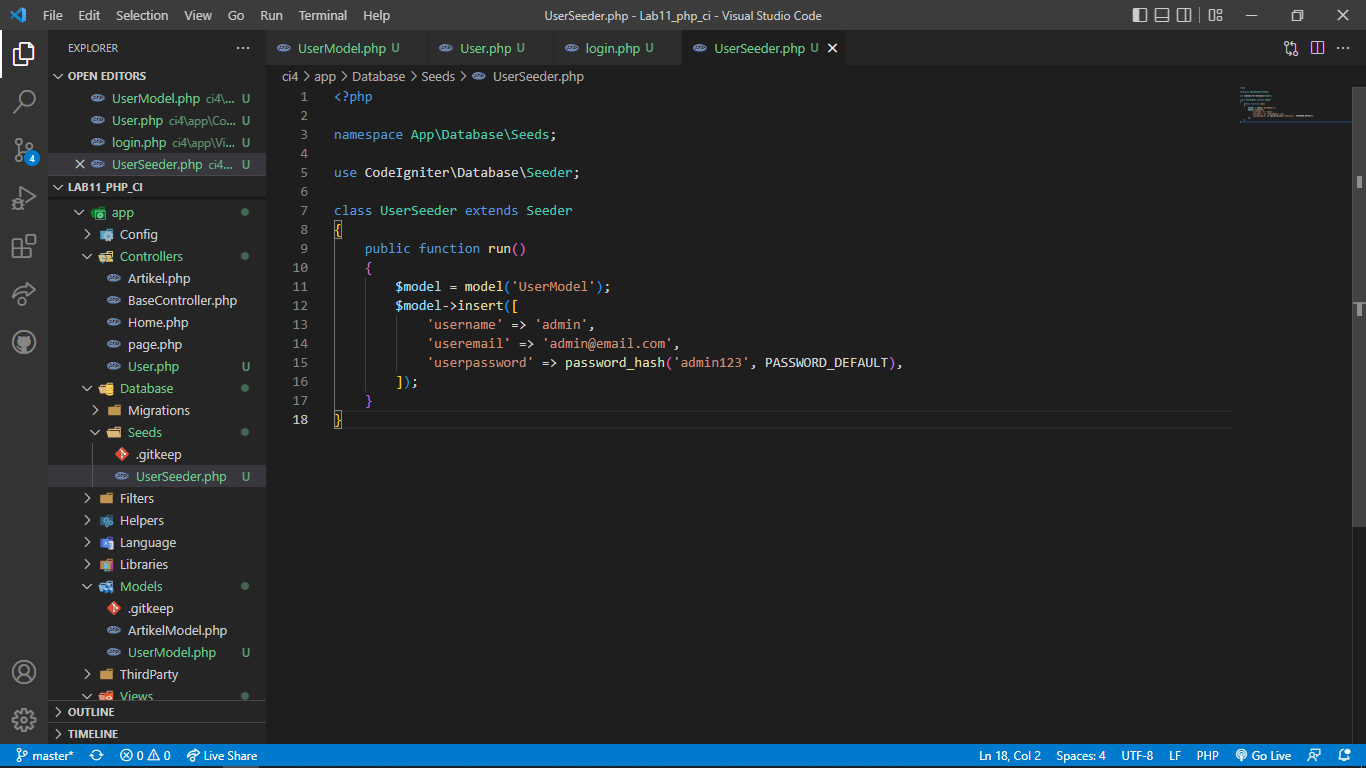 File Edit Selection View Go Run Terminal Help UserSeeder.php - Lab11_php_ci - Visual Studio Code
EXPLORER
OPEN EDITORS
UserModel.php ci4\... U
User.php ci4\app\Co... U
login.php ci4\app\Vi... U
UserSeeder.php ci4... U
LAB11_PHP_CI
app
Config
Controllers
Artikel.php
BaseController.php
Home.php
page.php
User.php U
Database
Migrations
Seeds
.gitkeep
UserSeeder.php U
Filters
Helpers
Language
Libraries
Models
.gitkeep
ArtikelModel.php
UserModel.php U
ThirdParty
Views
OUTLINE
TIMELINE
4
UserModel.php U User.php U login.php U UserSeeder.php U
ci4 > app > Database > Seeds > UserSeeder.php
1 <?php
2
3 namespace App\Database\Seeds;
4
5 use CodeIgniter\Database\Seeder;
6
7 class UserSeeder extends Seeder
8 {
9 public function run()
10 {
11 $model = model('UserModel');
12 $model->insert([
13 'username' => 'admin',
14 'useremail' => 'admin@email.com',
15 'userpassword' => password_hash('admin123', PASSWORD_DEFAULT),
16 ]);
17 }
18 }
master* 0 0 Live Share Ln 18, Col 2 Spaces: 4 UTF-8 LF PHP Go Live